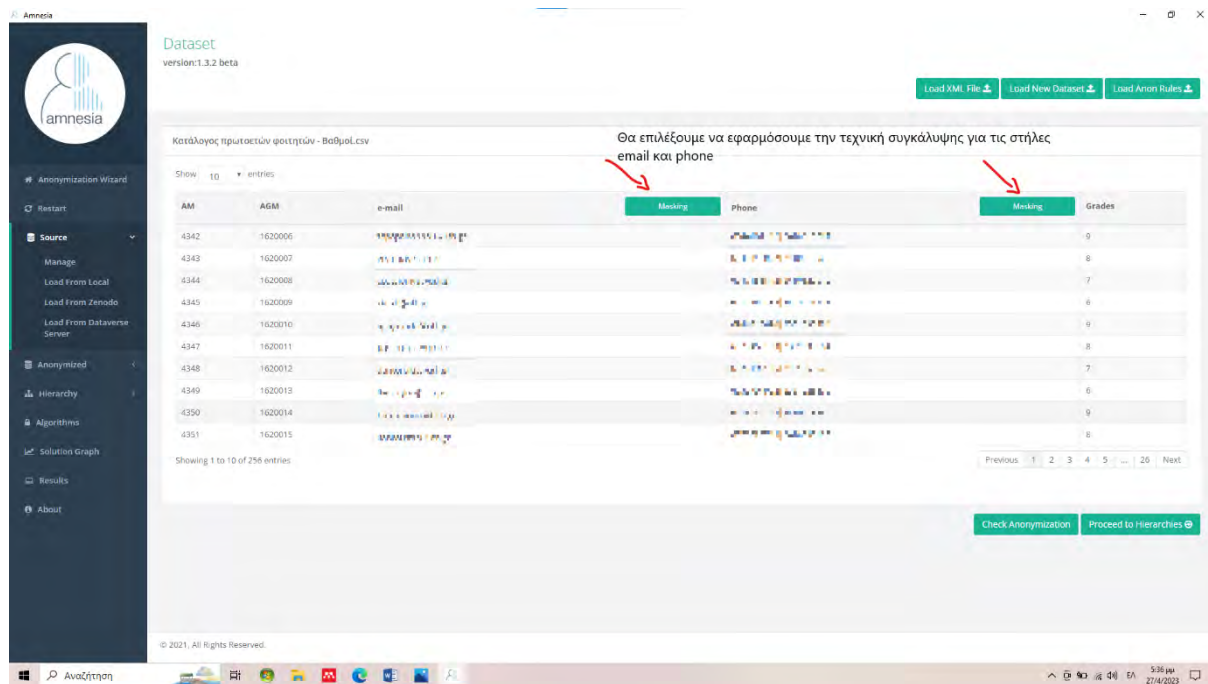 Amnesia
amnesia
Dataset
version:1.3.2 beta
Load XML File
Load New Dataset
Load Anon Rules
Κατάλογος πρωτοετών φοιτητών - Βαθμοί.csv
Θα επιλέξουμε να εφαρμόσουμε την τεχνική συγκάλυψης για τις στήλες
email και phone
Show 10 entries
AM AGM e-mail Masking Phone Masking Grades
4342 1620006 9
4343 1620007 8
4344 1620008 7
4345 1620009 6
4346 1620010 9
4347 1620011 8
4348 1620012 7
4349 1620013 6
4350 1620014 9
4351 1620015 8
Showing 1 to 10 of 256 entries
Previous 1 2 3 4 5 ... 26 Next
Check Anonymization
Proceed to Hierarchies
Anonymization Wizard
Restart
Source
Manage
Load From Local
Load From Zenodo
Load From Dataverse
Server
Anonymized
Hierarchy
Algorithms
Solution Graph
Results
About
© 2021, All Rights Reserved.
Αναζήτηση
ΕΛ
5:36 μμ
27/4/2023